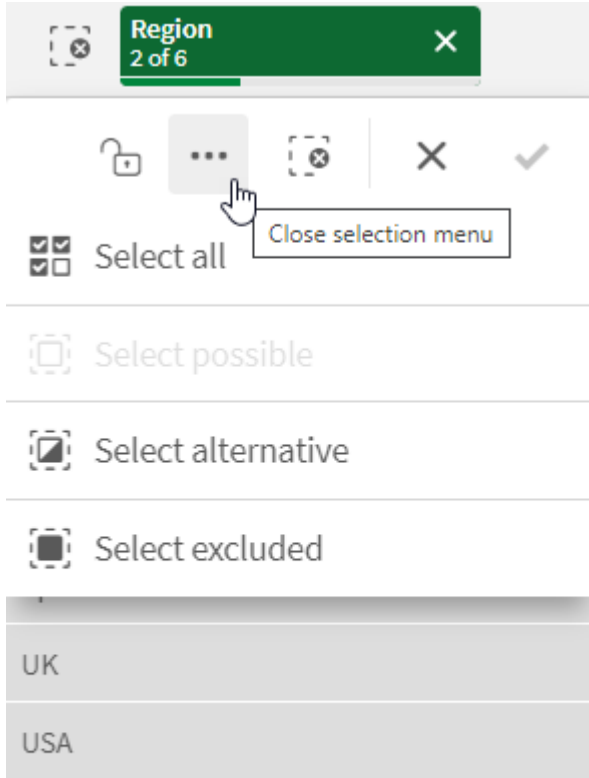 Region
2 of 6
Close selection menu
Select all
Select possible
Select alternative
Select excluded
UK
USA